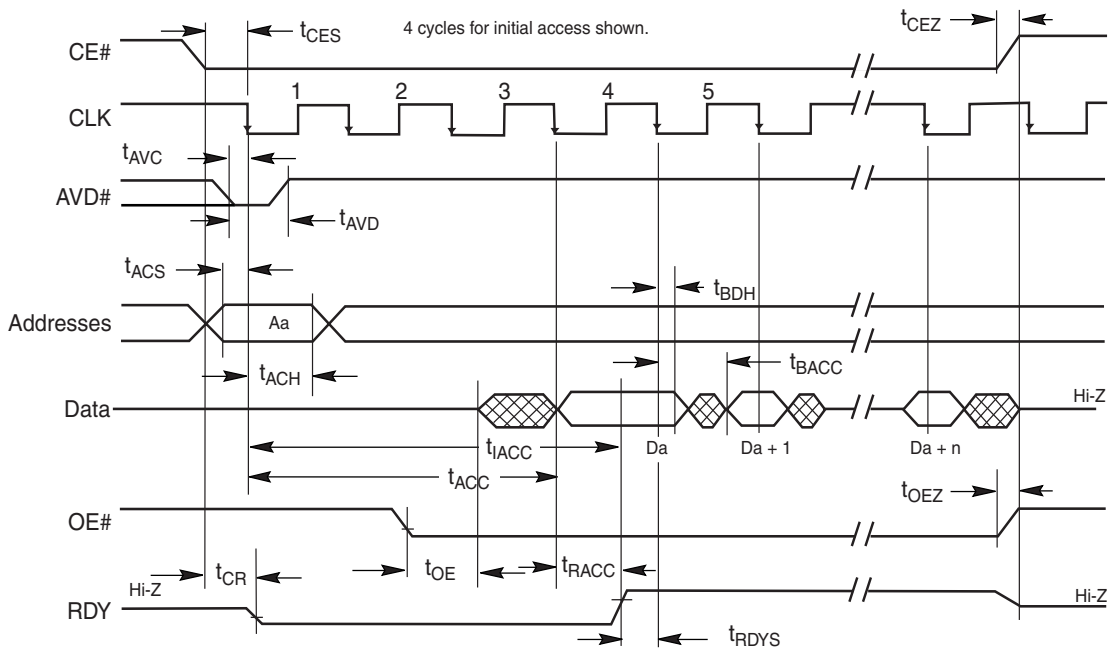 tCES
4 cycles for initial access shown.
tCEZ
CE#
1 2 3 4 5
CLK
tAVC
AVD#
tAVD
tACS
tBDH
Addresses
Aa
tACH
tBACC
Data
Hi-Z
tIACC
Da
Da + 1
Da + n
tACC
tOEZ
OE#
tCR
tOE
tRACC
Hi-Z
Hi-Z
RDY
tRDYS